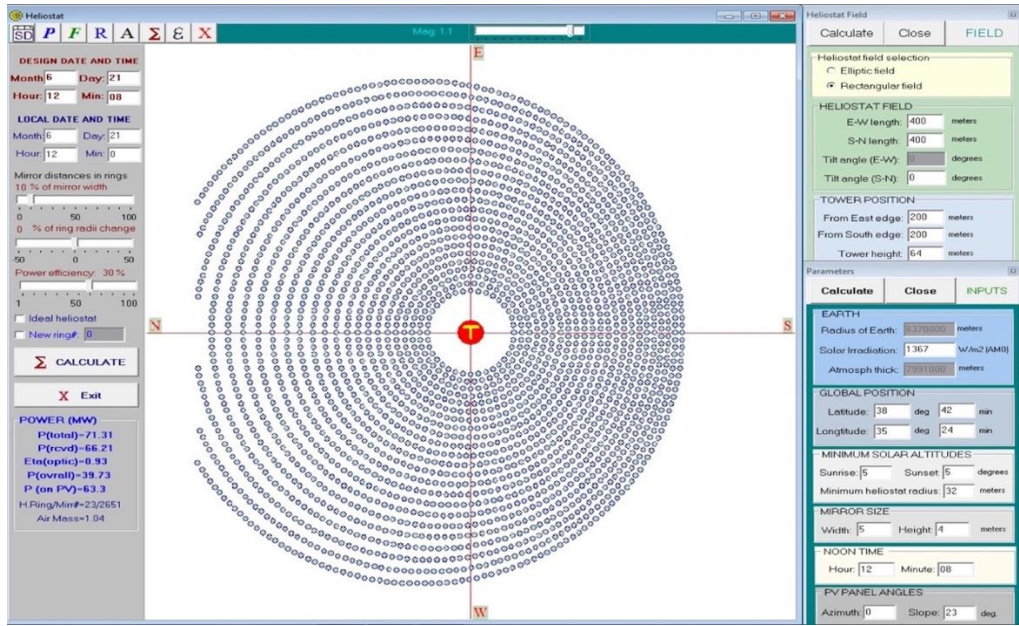 Heliostat
SD P F R A Σ ε X
Mag. 1.1
DESIGN DATE AND TIME
Month 6 Day: 21
Hour: 12 Min: 08
LOCAL DATE AND TIME
Month: 6 Day: 21
Hour: 12 Min: 0
Mirror distances in rings
10 % of mirror width
0 50 100
0 % of ring radii change
-50 0 50
Power efficiency: 30 %
1 50 100
Ideal heliostat
New ring#: 0
Σ CALCULATE
X Exit
POWER (MW)
P(total)=71.31
P(rcvd)=66.21
Eta(optic)=0.93
P(ovrall)=39.73
P (on PV)=63.3
H.Ring/Mirr#=23/2651
Air Mass=1.04
E
N
T
S
W
Heliostat Field
Calculate Close FIELD
Heliostat field selection
Elliptic field
Rectangular field
HELIOSTAT FIELD
E-W length: 400 meters
S-N length: 400 meters
Tilt angle (E-W): 0 degrees
Tilt angle (S-N): 0 degrees
TOWER POSITION
From East edge: 200 meters
From South edge: 200 meters
Tower height: 64 meters
Parameters
Calculate Close INPUTS
EARTH
Radius of Earth: 6370000 meters
Solar Irradiation: 1367 W/m2 (AM0)
Atmosph thick: meters
GLOBAL POSITION
Latitude: 38 deg 42 min
Longtitude: 35 deg 24 min
MINIMUM SOLAR ALTITUDES
Sunrise: 5 Sunset: 5 degrees
Minimum heliostat radius: 32 meters
MIRROR SIZE
Width: 5 Height: 4 meters
NOON TIME
Hour: 12 Minute: 08
PV PANEL ANGLES
Azimuth: 0 Slope: 23 deg